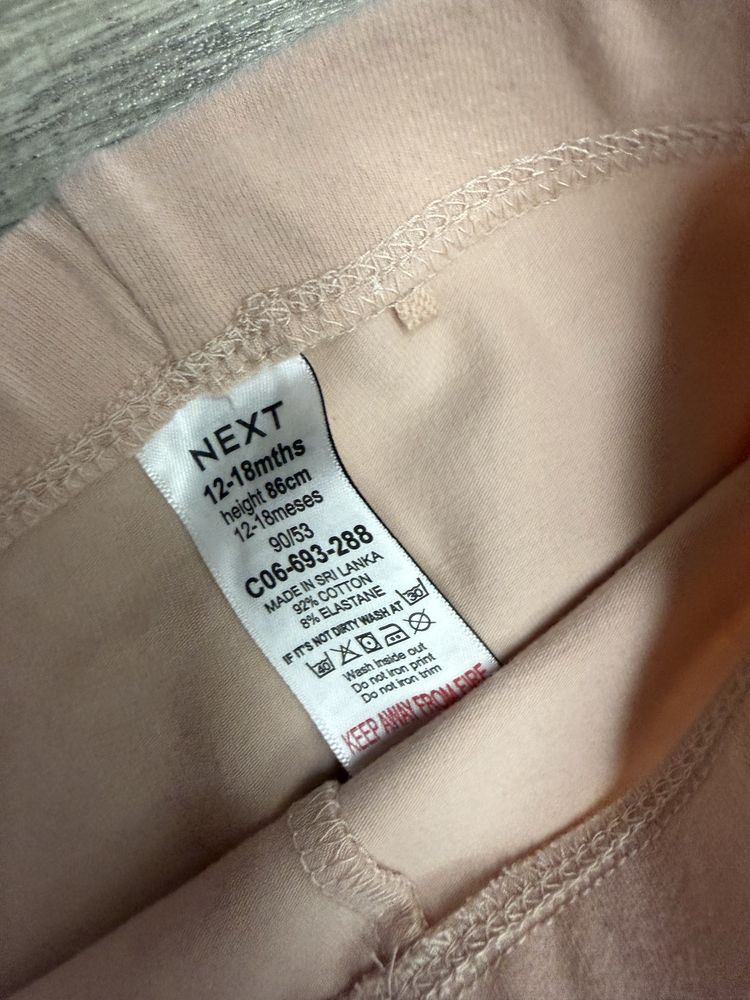 NEXT
12-18mths
height 86cm
12-18meses
90/53
C06-693-288
MADE IN SRI LANKA
92% COTTON
8% ELASTANE
IF IT'S NOT DIRTY WASH AT 30
40
Wash inside out
Do not iron print
Do not iron trim
KEEP AWAY FROM FIRE